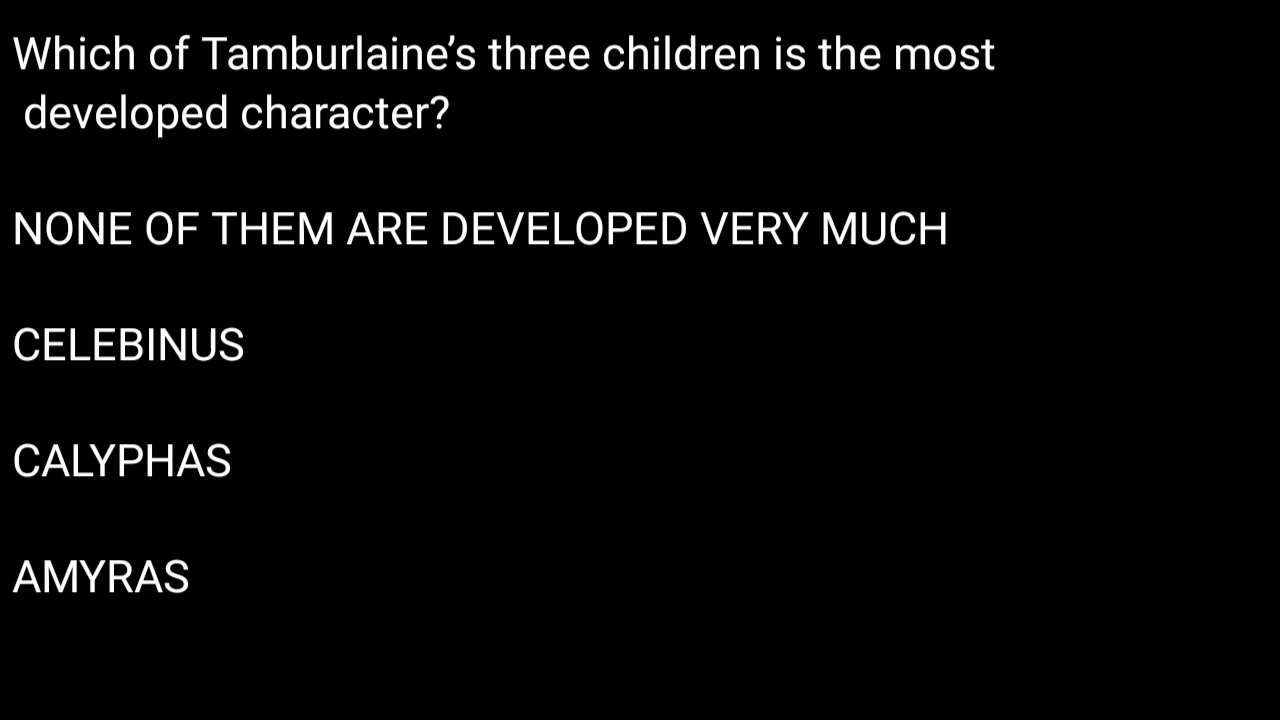 Which of Tamburlaine’s three children is the most
developed character?
NONE OF THEM ARE DEVELOPED VERY MUCH
CELEBINUS
CALYPHAS
AMYRAS